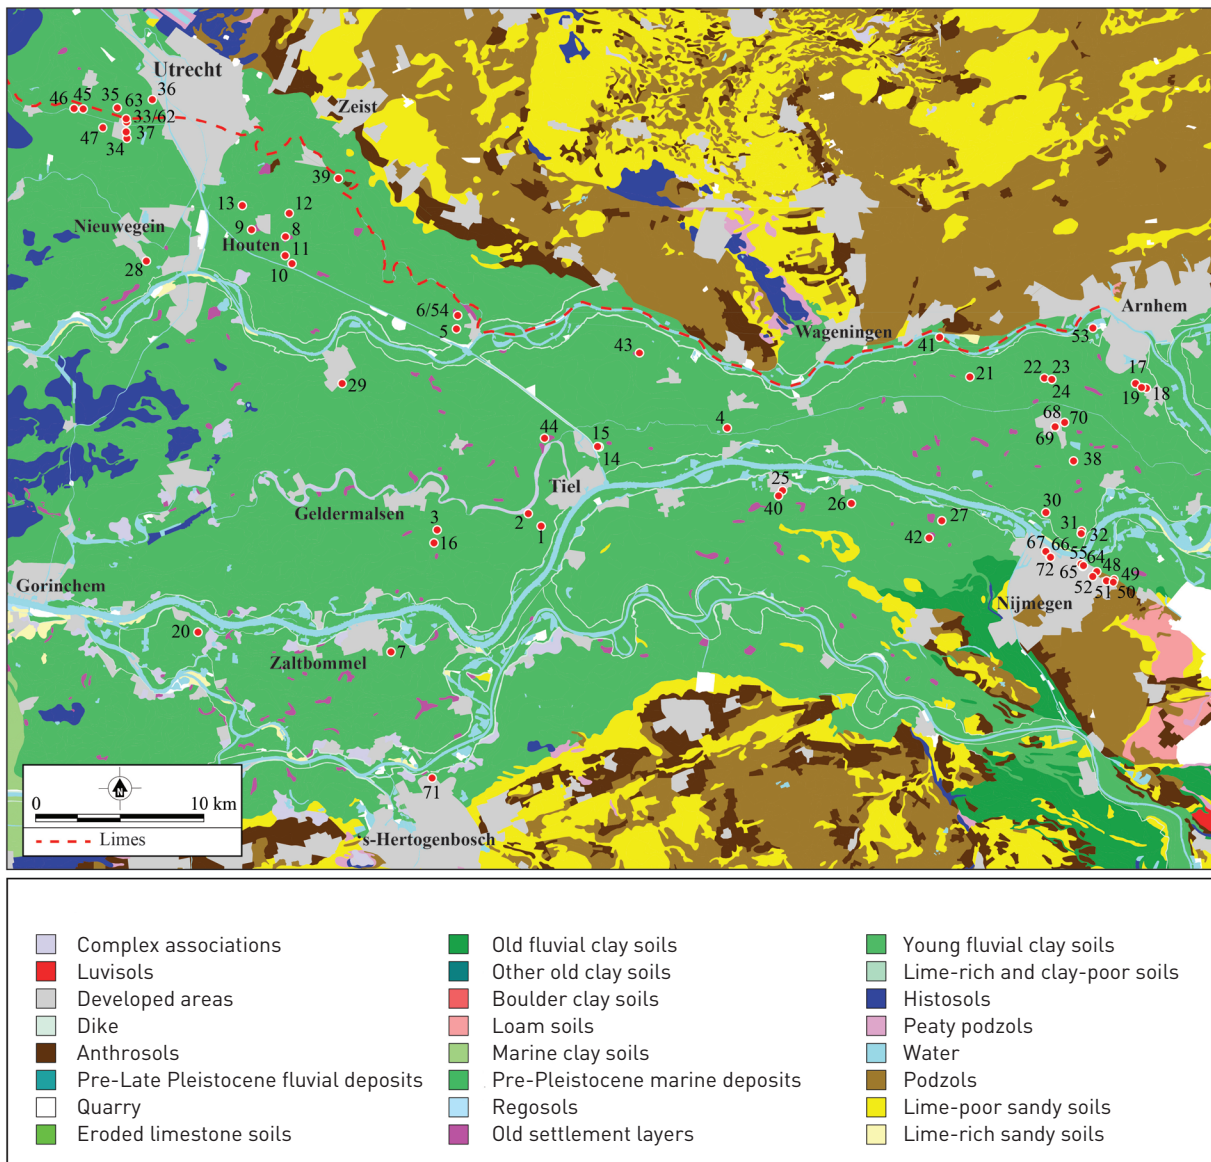 Utrecht
36
46 45 35 63
33/62
37
47
34
Zeist
39
13
12
9
8
Houten
11
10
Nieuwegein
28
6/54
5
43
Wageningen
41
Arnhem
53
21
22 23
24
17
19 18
29
4
68 70
69
38
44
15
14
Tiel
25
40
26
27
42
30
31
32
Geldermalsen
3
16
2
1
67 66
55 64
72
65
48
49
52
51 50
Nijmegen
Gorinchem
20
Zaltbommel
7
71
's-Hertogenbosch
N
0 10 km
Limes
Complex associations
Luvisols
Developed areas
Dike
Anthrosols
Pre-Late Pleistocene fluvial deposits
Quarry
Eroded limestone soils
Old fluvial clay soils
Other old clay soils
Boulder clay soils
Loam soils
Marine clay soils
Pre-Pleistocene marine deposits
Regosols
Old settlement layers
Young fluvial clay soils
Lime-rich and clay-poor soils
Histosols
Peaty podzols
Water
Podzols
Lime-poor sandy soils
Lime-rich sandy soils